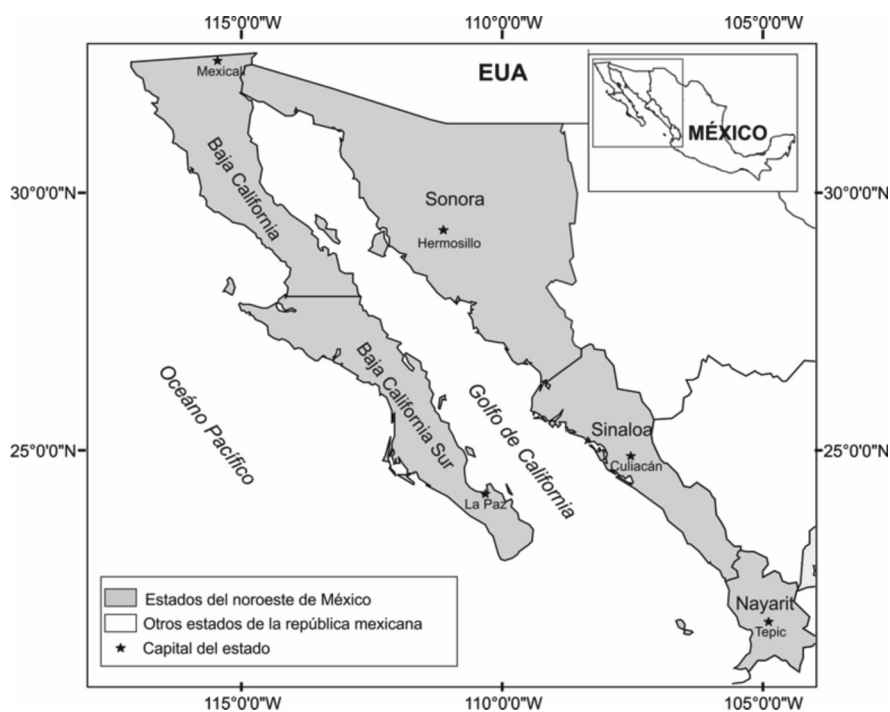 115°0'0"W 110°0'0"W 105°0'0"W
EUA
MÉXICO
Mexicali
Baja California
30°0'0"N 30°0'0"N
Sonora
Hermosillo
Baja California Sur
Golfo de California
Oceáno Pacífico
Sinaloa
25°0'0"N 25°0'0"N
Culiacán
La Paz
Estados del noroeste de México
Otros estados de la república mexicana
Capital del estado
Nayarit
Tepic
115°0'0"W 110°0'0"W 105°0'0"W